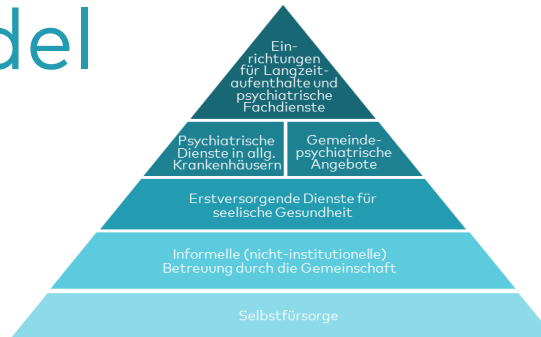 del
Ein-
richtungen
für Langzeit-
aufenthalte und
psychiatrische
Fachdienste
Psychiatrische
Dienste in allg.
Krankenhäusern
Gemeinde-
psychiatrische
Angebote
Erstversorgende Dienste für
seelische Gesundheit
Informelle (nicht-institutionelle)
Betreuung durch die Gemeinschaft
Selbstfürsorge